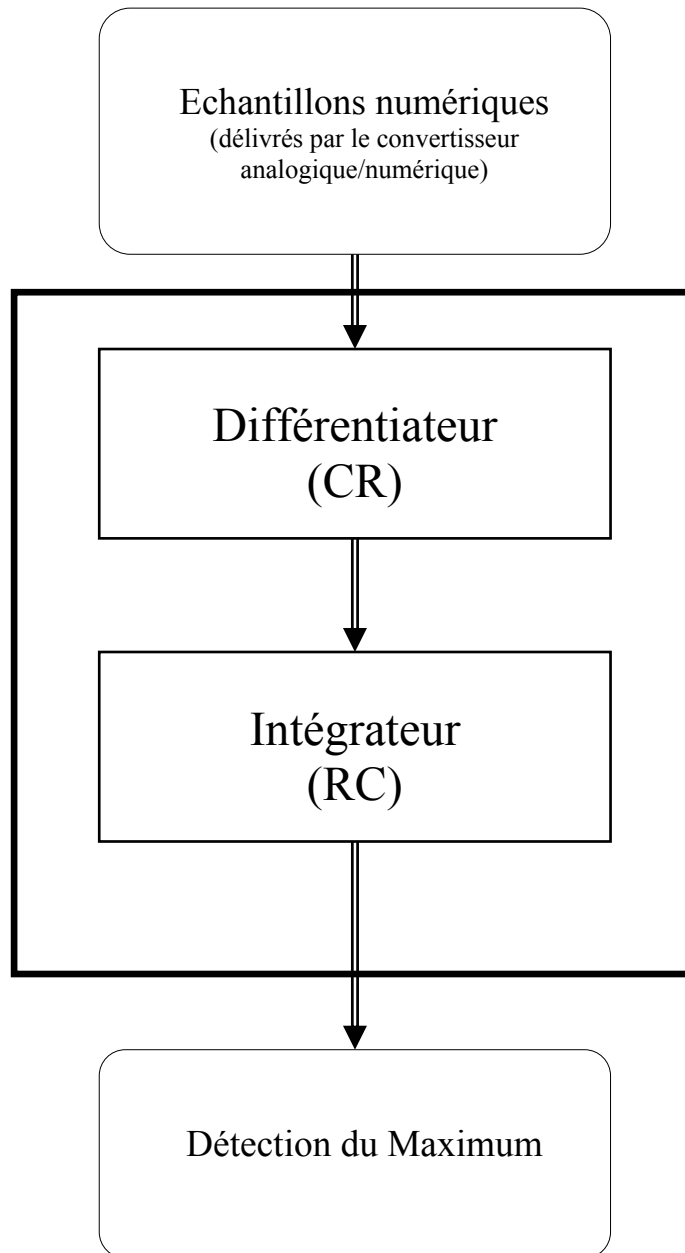 Echantillons numériques
(délivrés par le convertisseur
analogique/numérique)
Différentiateur
(CR)
Intégrateur
(RC)
Détection du Maximum